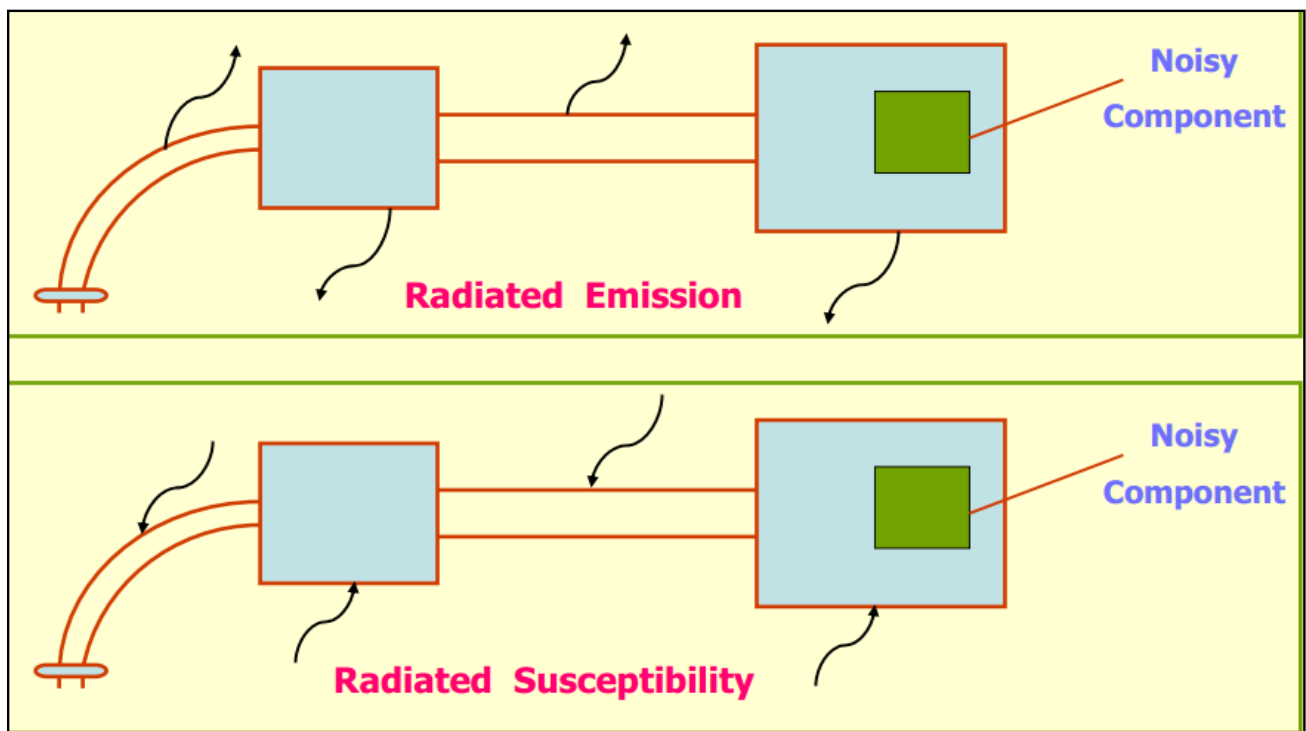 Noisy
Component
Radiated Emission
Noisy
Component
Radiated Susceptibility